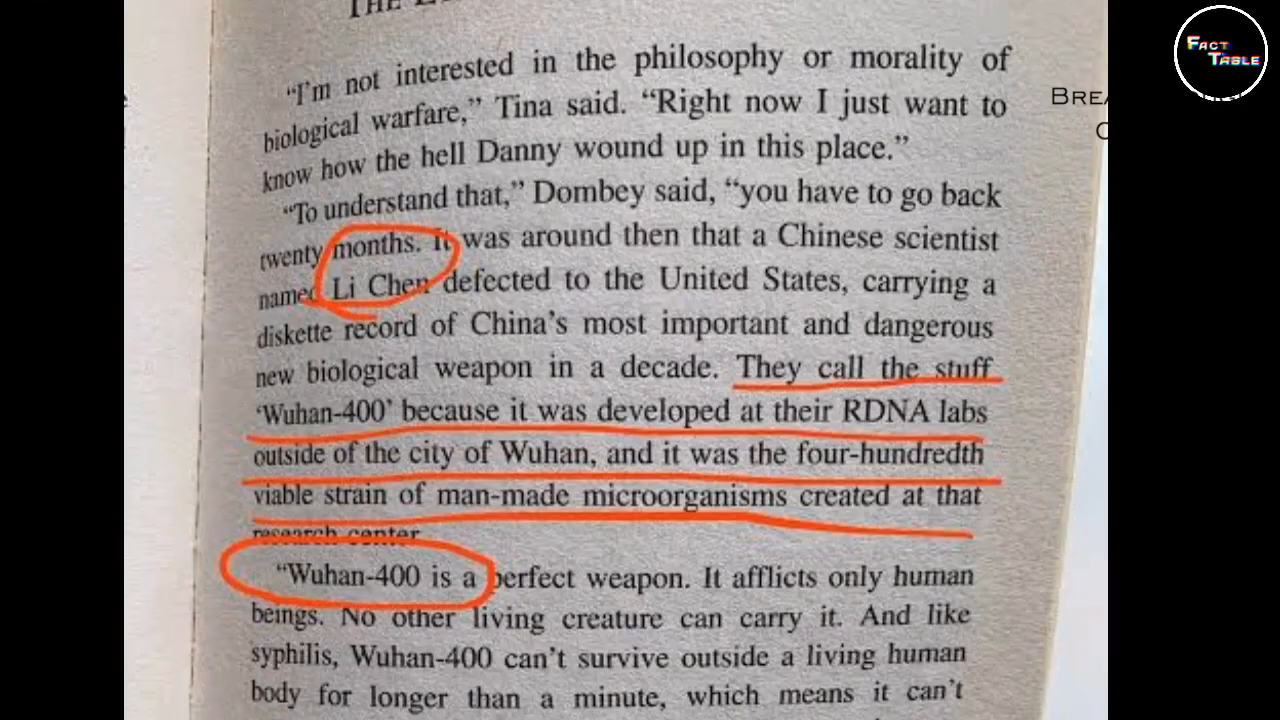 THE
"I'm not interested in the philosophy or morality of
biological warfare," Tina said. "Right now I just want to
know how the hell Danny wound up in this place."
"To understand that," Dombey said, "you have to go back
twenty months. It was around then that a Chinese scientist
named Li Chen defected to the United States, carrying a
diskette record of China's most important and dangerous
new biological weapon in a decade. They call the stuff
'Wuhan-400' because it was developed at their RDNA labs
outside of the city of Wuhan, and it was the four-hundredth
viable strain of man-made microorganisms created at that
research center.
"Wuhan-400 is a perfect weapon. It afflicts only human
beings. No other living creature can carry it. And like
syphilis, Wuhan-400 can't survive outside a living human
body for longer than a minute, which means it can't
FACT
TABLE